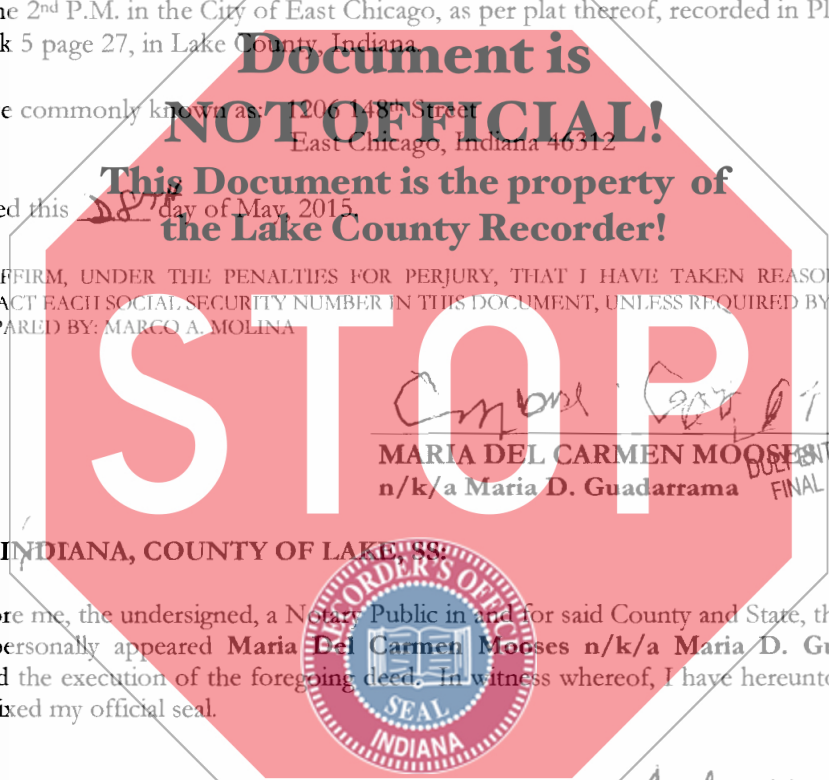 ne 2nd P.M. in the City of East Chicago, as per plat thereof, recorded in Pl
k 5 page 27, in Lake County, Indiana.
Document is
e commonly known as: 1206 148th Street
NOT OFFICIAL!
East Chicago, Indiana 46312
This Document is the property of
ed this day of May, 2015.
the Lake County Recorder!
FFIRM, UNDER THE PENALTIES FOR PERJURY, THAT I HAVE TAKEN REASO
ACT EACH SOCIAL SECURITY NUMBER IN THIS DOCUMENT, UNLESS REQUIRED BY
PARED BY: MARCO A. MOLINA
STOP
MARIA DEL CARMEN MOOSES
DULY ENT
n/k/a Maria D. Guadarrama
FINAL
INDIANA, COUNTY OF LAKE, SS:
RECORDER'S OFFICE
ore me, the undersigned, a Notary Public in and for said County and State, th
personally appeared Maria Del Carmen Mooses n/k/a Maria D. Gu
d the execution of the foregoing deed. In witness whereof, I have hereunto
ixed my official seal.
SEAL
INDIANA